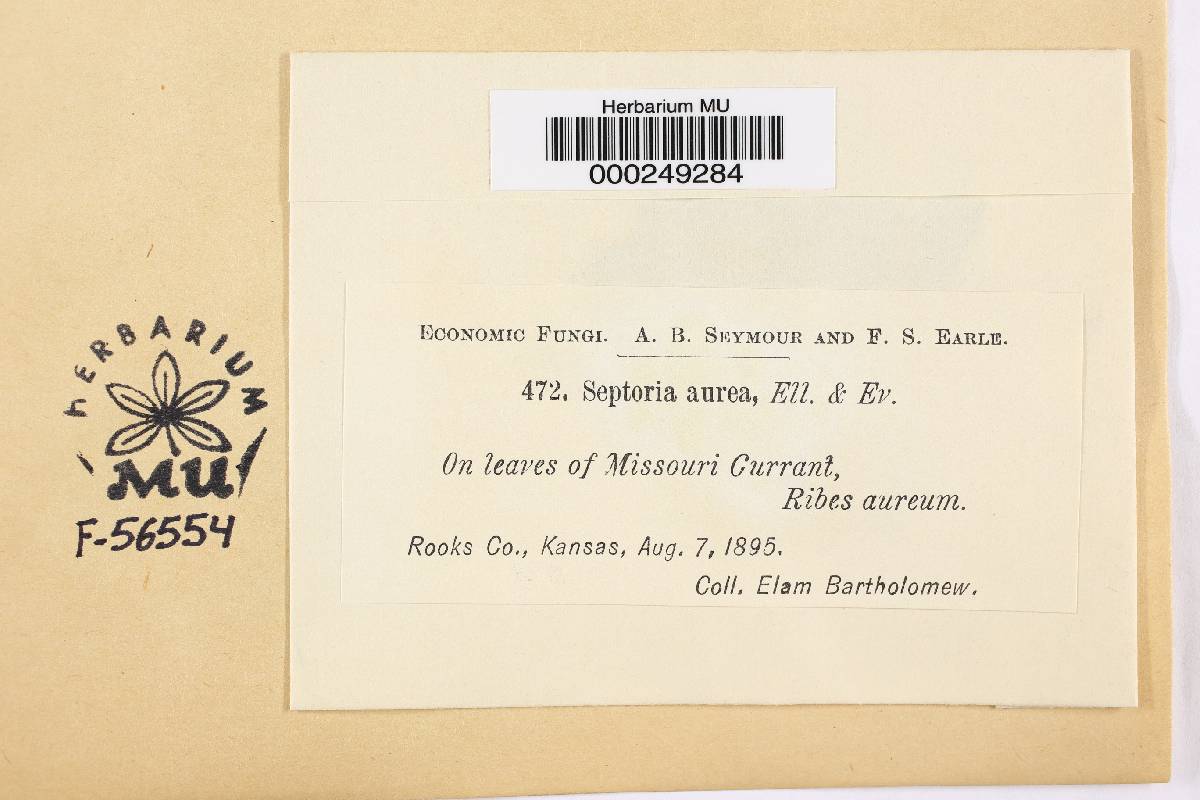 Herbarium MU
000249284
Economic Fungi. A. B. Seymour and F. S. Earle.
472. Septoria aurea, Ell. & Ev.
On leaves of Missouri Currant,
Ribes aureum.
Rooks Co., Kansas, Aug. 7, 1895.
Coll. Elam Bartholomew.
HERBARIUM
MU
F-56554